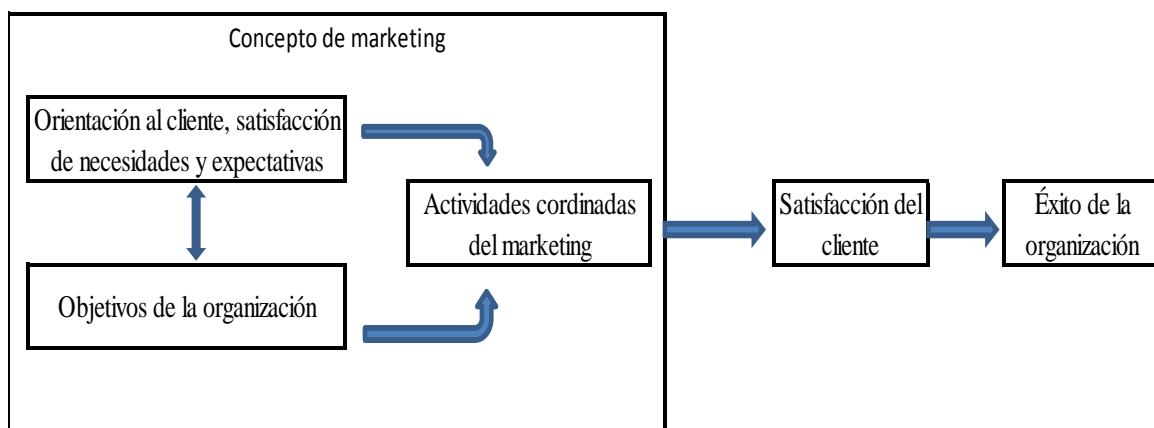 Concepto de marketing
Orientación al cliente, satisfacción
de necesidades y expectativas
Objetivos de la organización
Actividades cordinadas
del marketing
Satisfacción del
cliente
Éxito de la
organización